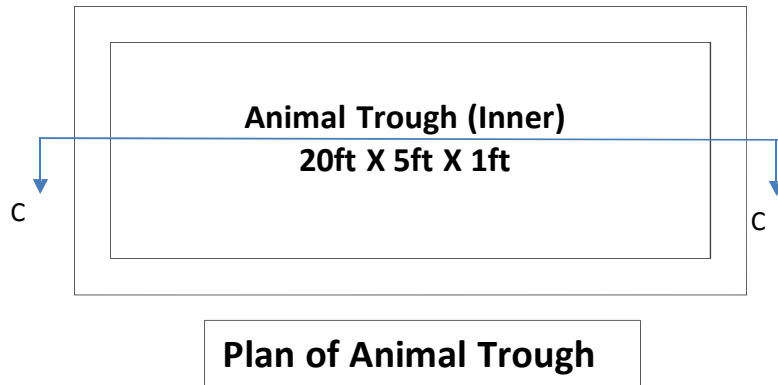 Animal Trough (Inner)
20ft X 5ft X 1ft
C
C
Plan of Animal Trough